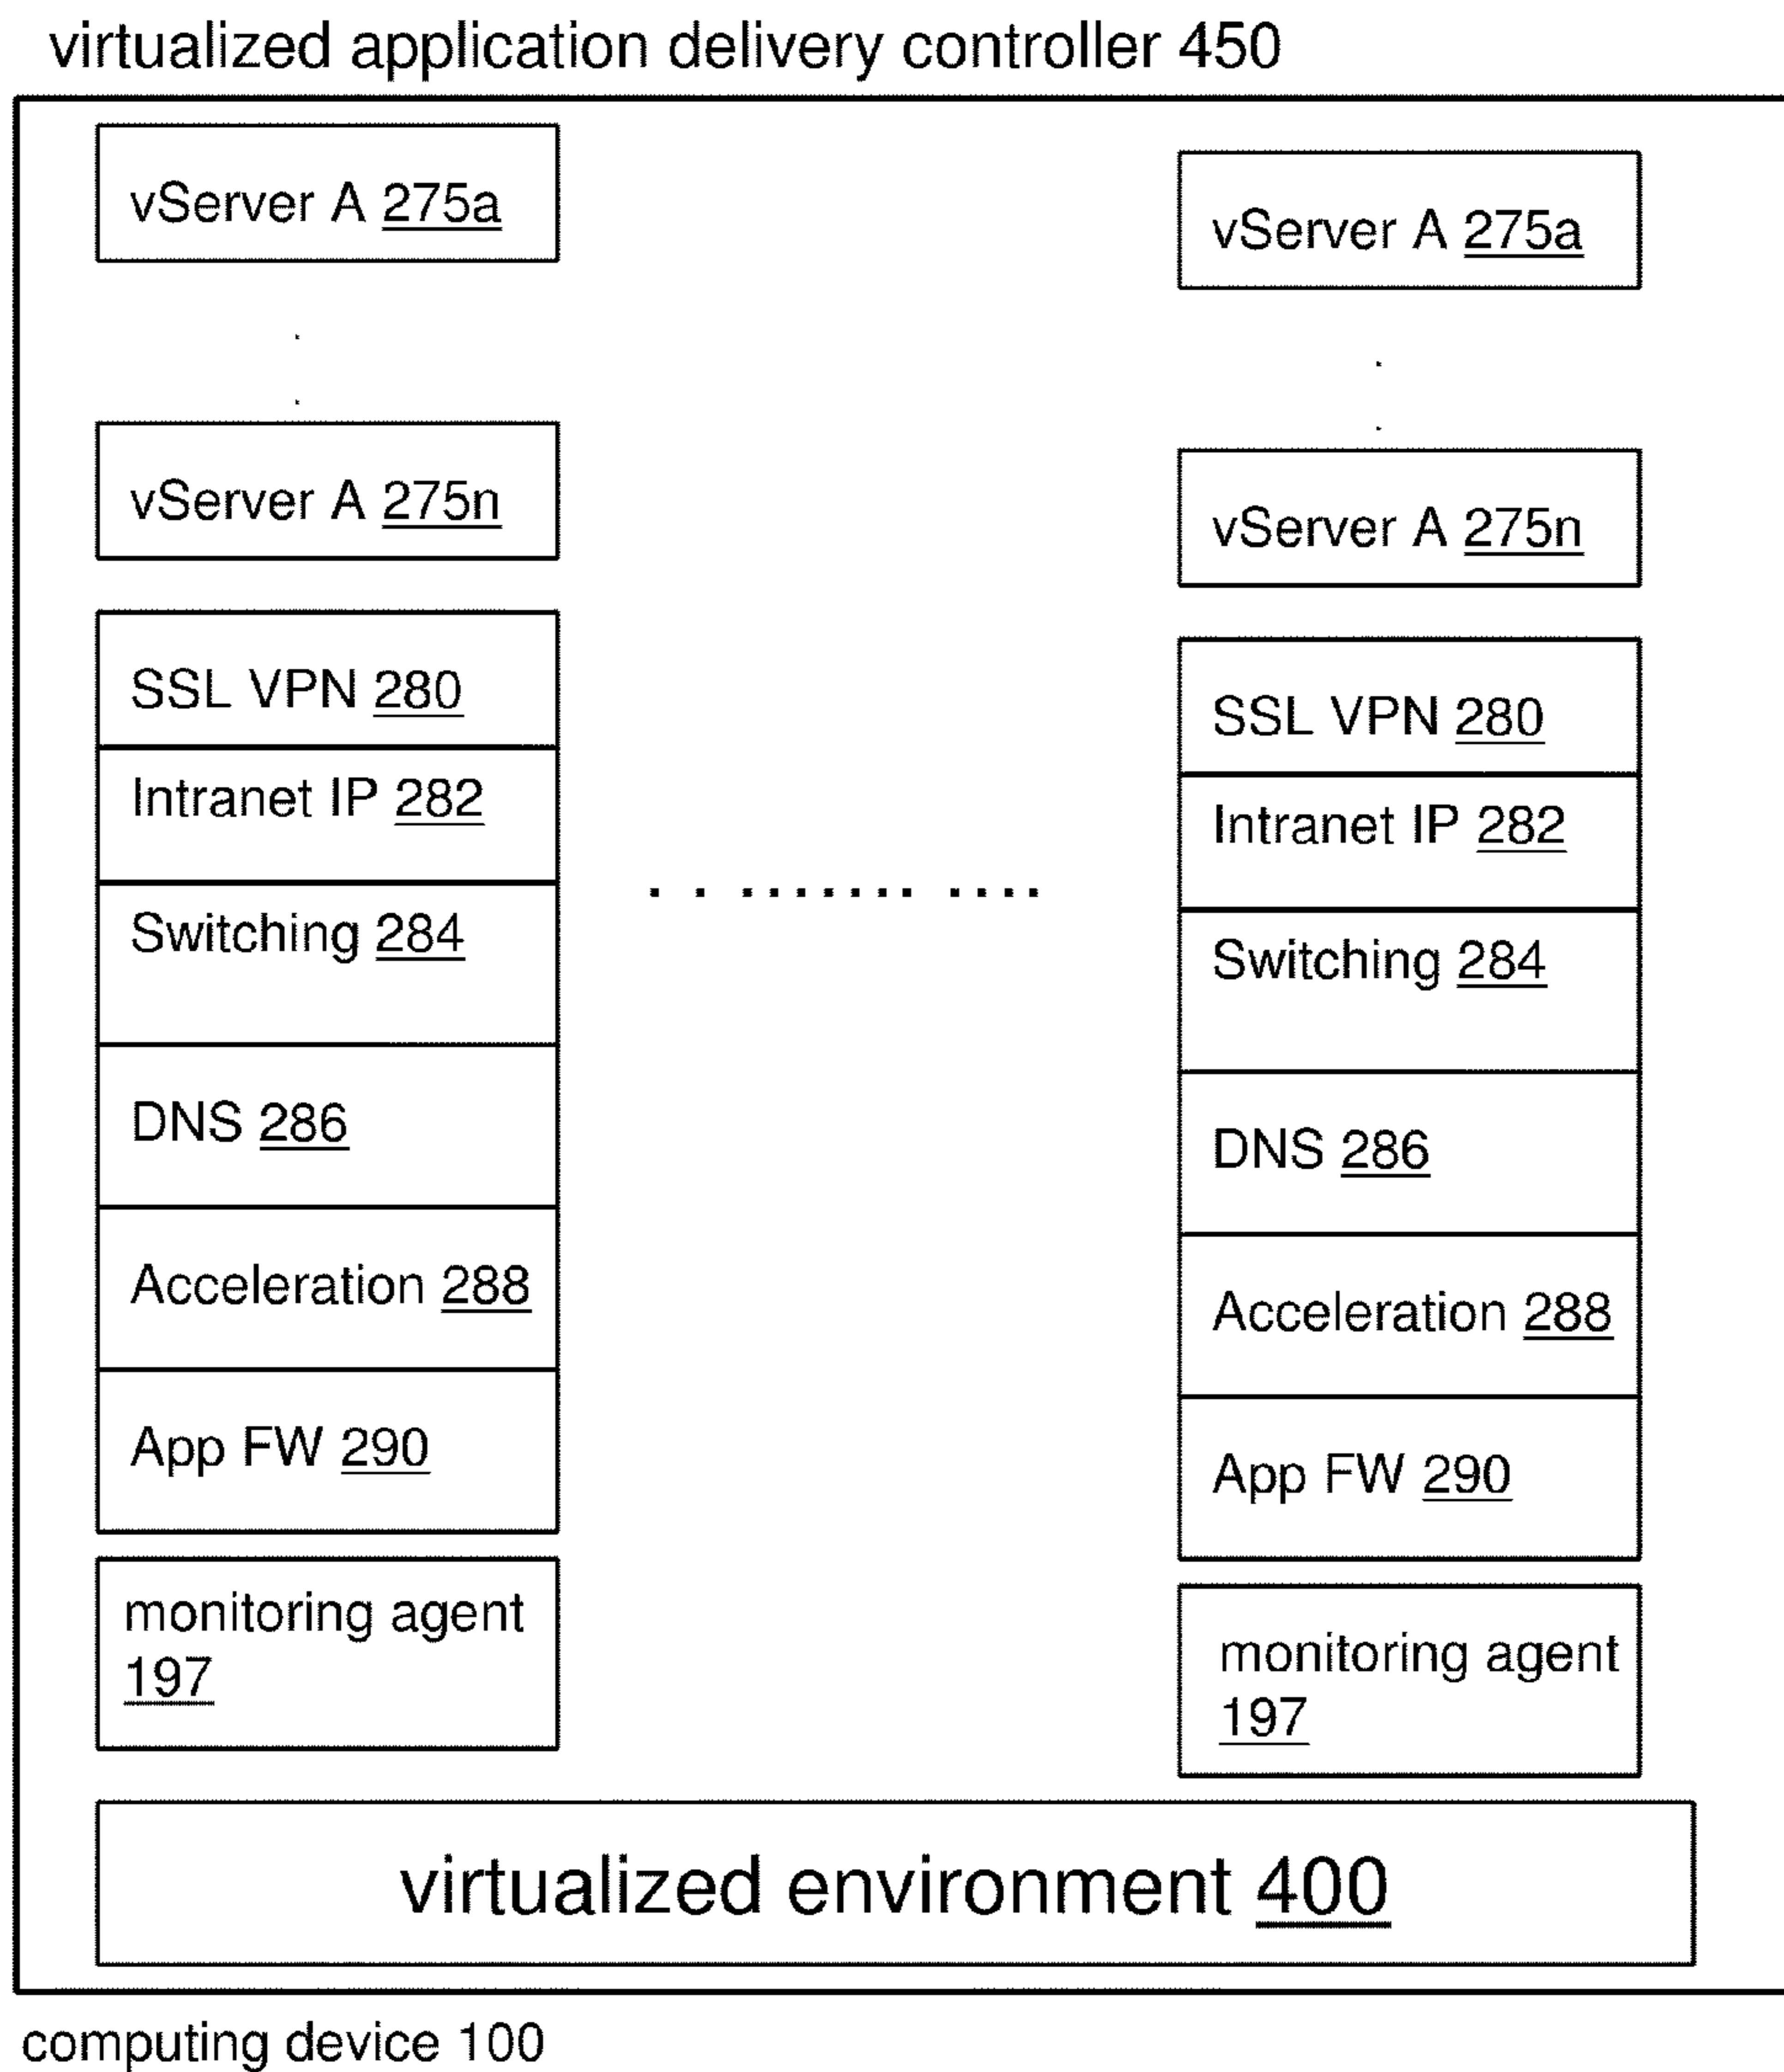 virtualized application delivery controller 450
vServer A 275a
vServer A 275n
SSL VPN 280
Intranet IP 282
Switching 284
DNS 286
Acceleration 288
App FW 290
monitoring agent
197
vServer A 275a
vServer A 275n
SSL VPN 280
Intranet IP 282
Switching 284
DNS 286
Acceleration 288
App FW 290
monitoring agent
197
virtualized environment 400
computing device 100